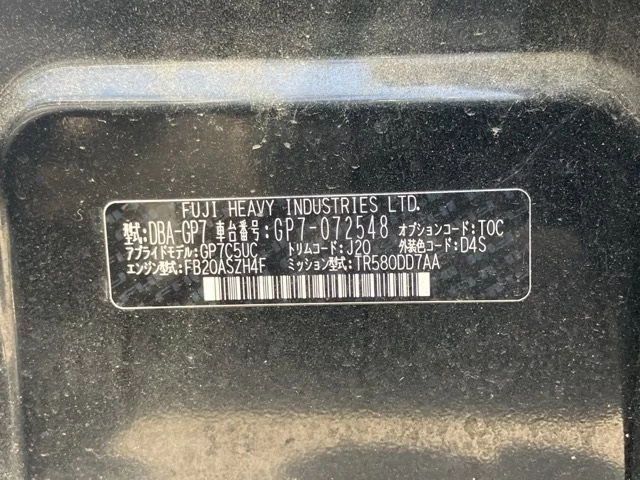 FUJI HEAVY INDUSTRIES LTD.
型式:DBA-GP7 車台番号:GP7-072548 オプションコード:TOC
アプライドモデル:GP7C5UC トリムコード:J20 外装色コード:D4S
エンジン型式:FB20ASZH4F ミッション型式:TR580DD7AA